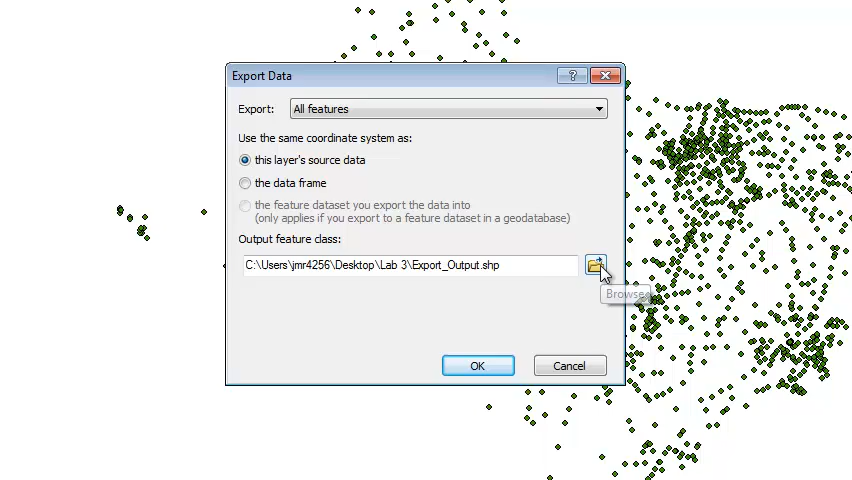 Export Data
?
Export: All features
Use the same coordinate system as:
this layer's source data
the data frame
the feature dataset you export the data into
(only applies if you export to a feature dataset in a geodatabase)
Output feature class:
C:\Users\jmr4256\Desktop\Lab 3\Export_Output.shp
Browse
OK Cancel